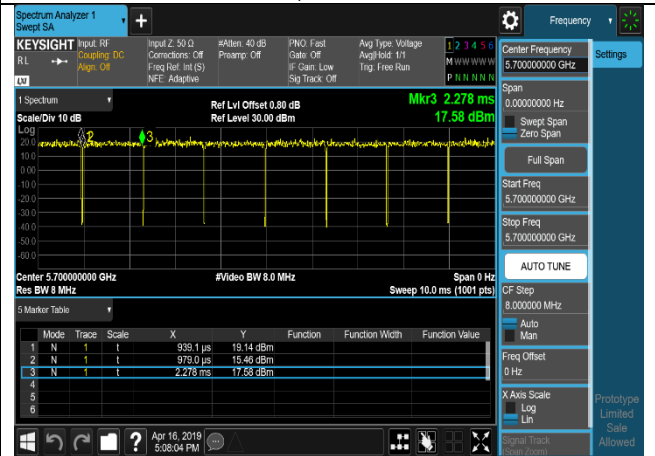 Spectrum Analyzer 1
Swept SA
+
Frequency
KEYSIGHT
RL
LXI
Input: RF
Coupling: DC
Align: Off
Input Z: 50 Ω
Corrections: Off
Freq Ref: Int (S)
NFE: Adaptive
#Atten: 40 dB
Preamp: Off
PNO: Fast
Gate: Off
IF Gain: Low
Sig Track: Off
Avg Type: Voltage
Avg|Hold: 1/1
Trig: Free Run
1 2 3 4 5 6
M W W W W W
P N N N N N
Center Frequency
5.700000000 GHz
Settings
1 Spectrum
Scale/Div 10 dB
Ref Lvl Offset 0.80 dB
Ref Level 30.00 dBm
Mkr3 2.278 ms
17.58 dBm
Span
0.00000000 Hz
Swept Span
Zero Span
Full Span
Start Freq
5.700000000 GHz
Stop Freq
5.700000000 GHz
AUTO TUNE
CF Step
8.000000 MHz
Auto
Man
Freq Offset
0 Hz
X Axis Scale
Log
Lin
Signal Track
(Span Zoom)
Log
20.0
10.0
0.00
-10.0
-20.0
-30.0
-40.0
-50.0
-60.0
2
3
Center 5.700000000 GHz
Res BW 8 MHz
#Video BW 8.0 MHz
Span 0 Hz
Sweep 10.0 ms (1001 pts)
5 Marker Table
Mode Trace Scale X Y Function Function Width Function Value
1 N 1 t 939.1 µs 19.14 dBm
2 N 1 t 979.0 µs 15.46 dBm
3 N 1 t 2.278 ms 17.58 dBm
4
5
6
?
Apr 16, 2019
5:08:04 PM
Prototype
Limited
Sale
Allowed